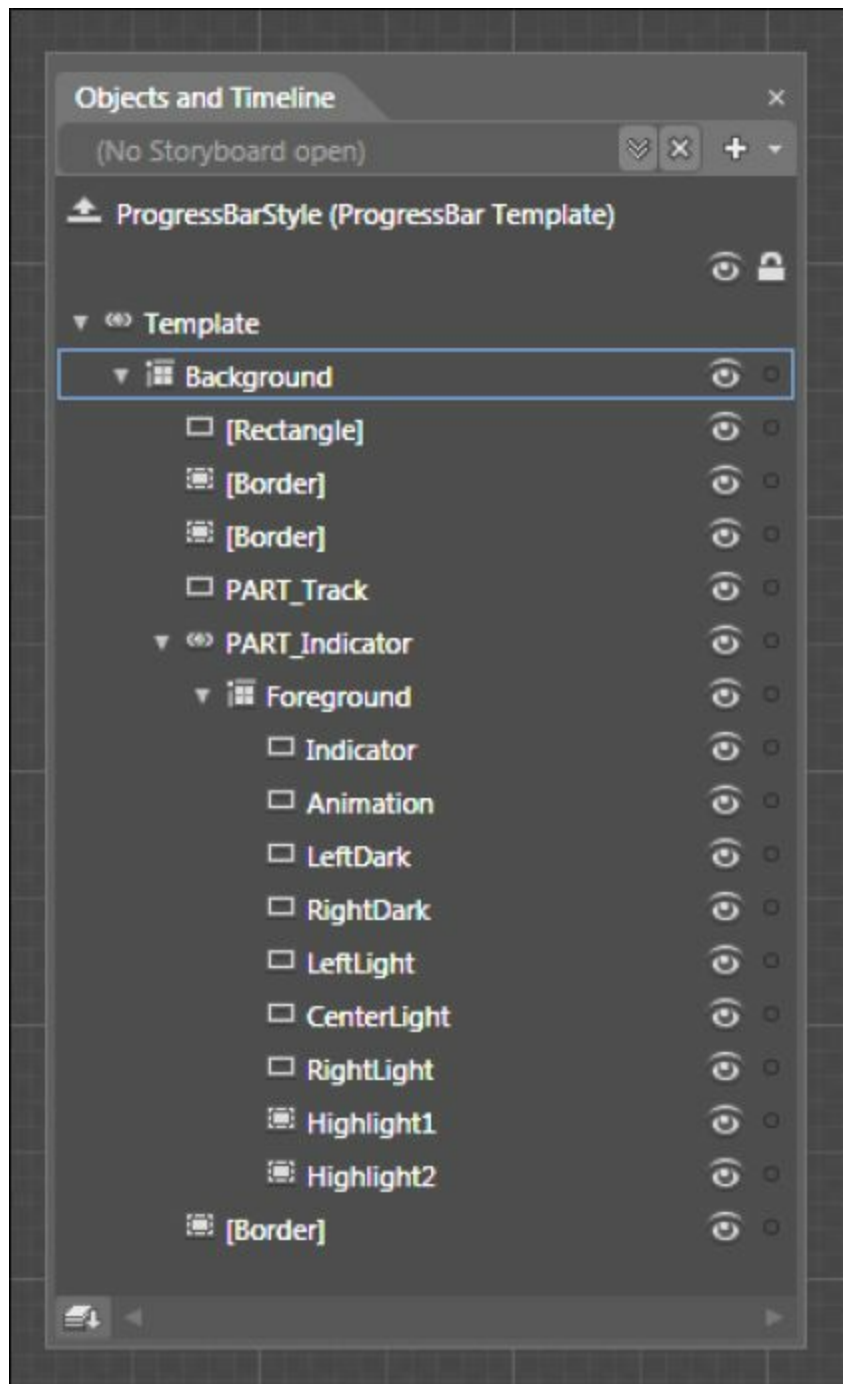 Objects and Timeline
(No Storyboard open)
ProgressBarStyle (ProgressBar Template)
Template
Background
[Rectangle]
[Border]
[Border]
PART_Track
PART_Indicator
Foreground
Indicator
Animation
LeftDark
RightDark
LeftLight
CenterLight
RightLight
Highlight1
Highlight2
[Border]